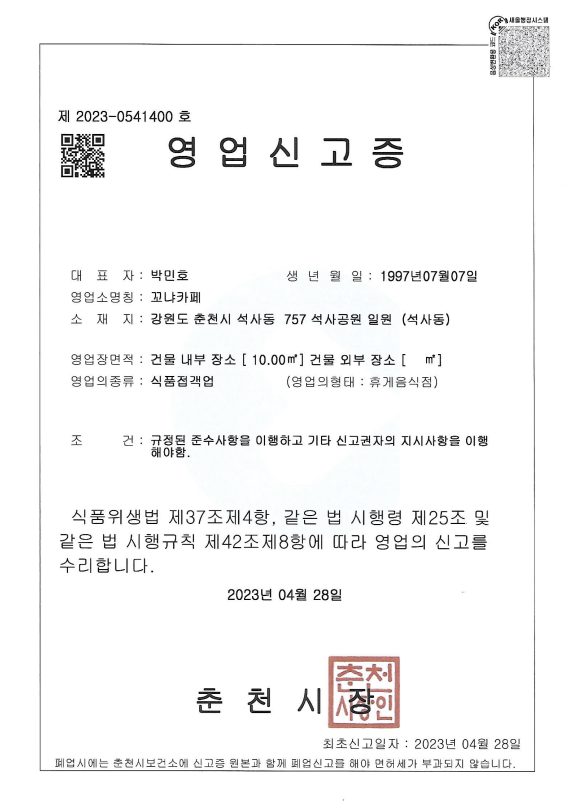 새올행정시스템
음성변환용 코드
제 2023-0541400 호
영업신고증
대 표 자 : 박민호 생 년 월 일 : 1997년07월07일
영업소명칭 : 꼬냐카페
소 재 지 : 강원도 춘천시 석사동 757 석사공원 일원 (석사동)
영업장면적 : 건물 내부 장소 [ 10.00㎡] 건물 외부 장소 [ ㎡]
영업의종류 : 식품접객업 (영업의형태 : 휴게음식점)
조 건 : 규정된 준수사항을 이행하고 기타 신고권자의 지시사항을 이행
해야함.
식품위생법 제37조제4항, 같은 법 시행령 제25조 및
같은 법 시행규칙 제42조제8항에 따라 영업의 신고를
수리합니다.
2023년 04월 28일
춘 천 시 장
춘천
시장인
최초신고일자 : 2023년 04월 28일
폐업시에는 춘천시보건소에 신고증 원본과 함께 폐업신고를 해야 면허세가 부과되지 않습니다.